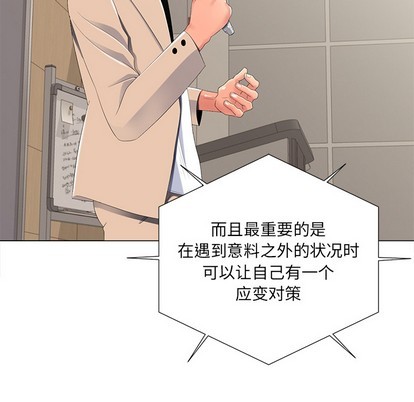 而且最重要的是
在遇到意料之外的状况时
可以让自己有一个
应变对策